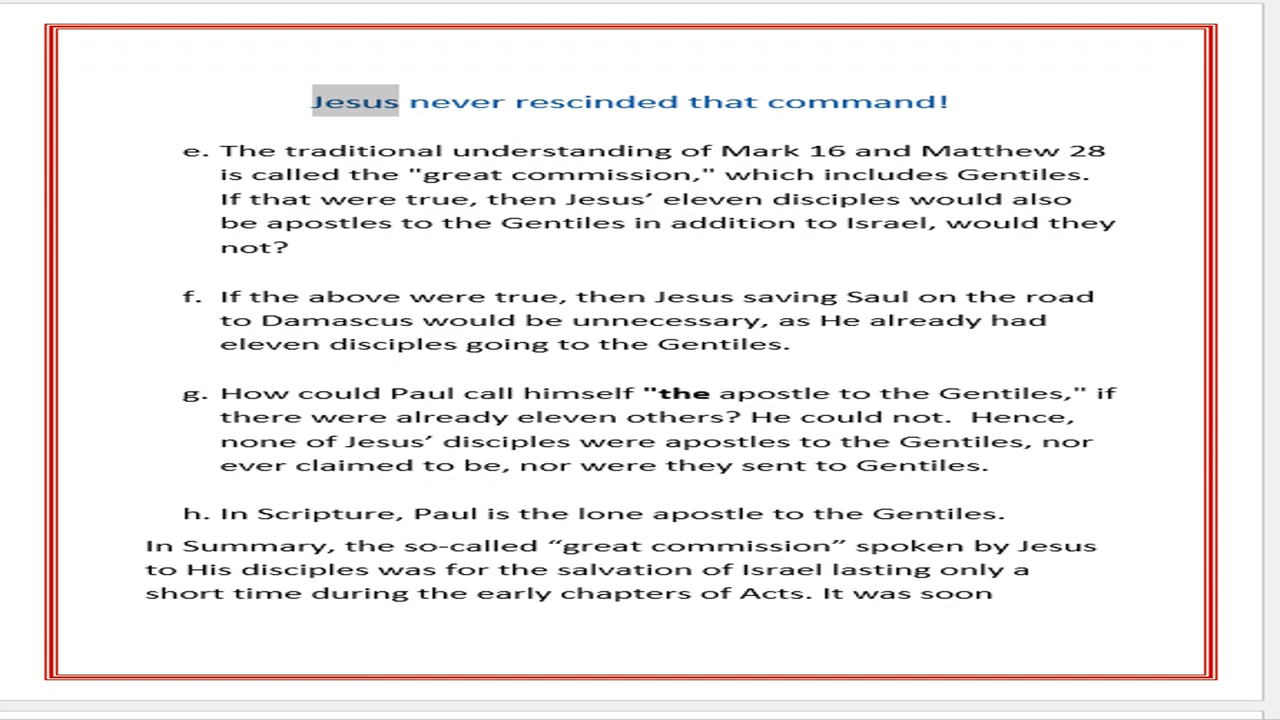 Jesus never rescinded that command!
e. The traditional understanding of Mark 16 and Matthew 28
is called the "great commission," which includes Gentiles.
If that were true, then Jesus’ eleven disciples would also
be apostles to the Gentiles in addition to Israel, would they
not?
f. If the above were true, then Jesus saving Saul on the road
to Damascus would be unnecessary, as He already had
eleven disciples going to the Gentiles.
g. How could Paul call himself "the apostle to the Gentiles," if
there were already eleven others? He could not. Hence,
none of Jesus’ disciples were apostles to the Gentiles, nor
ever claimed to be, nor were they sent to Gentiles.
h. In Scripture, Paul is the lone apostle to the Gentiles.
In Summary, the so-called “great commission” spoken by Jesus
to His disciples was for the salvation of Israel lasting only a
short time during the early chapters of Acts. It was soon